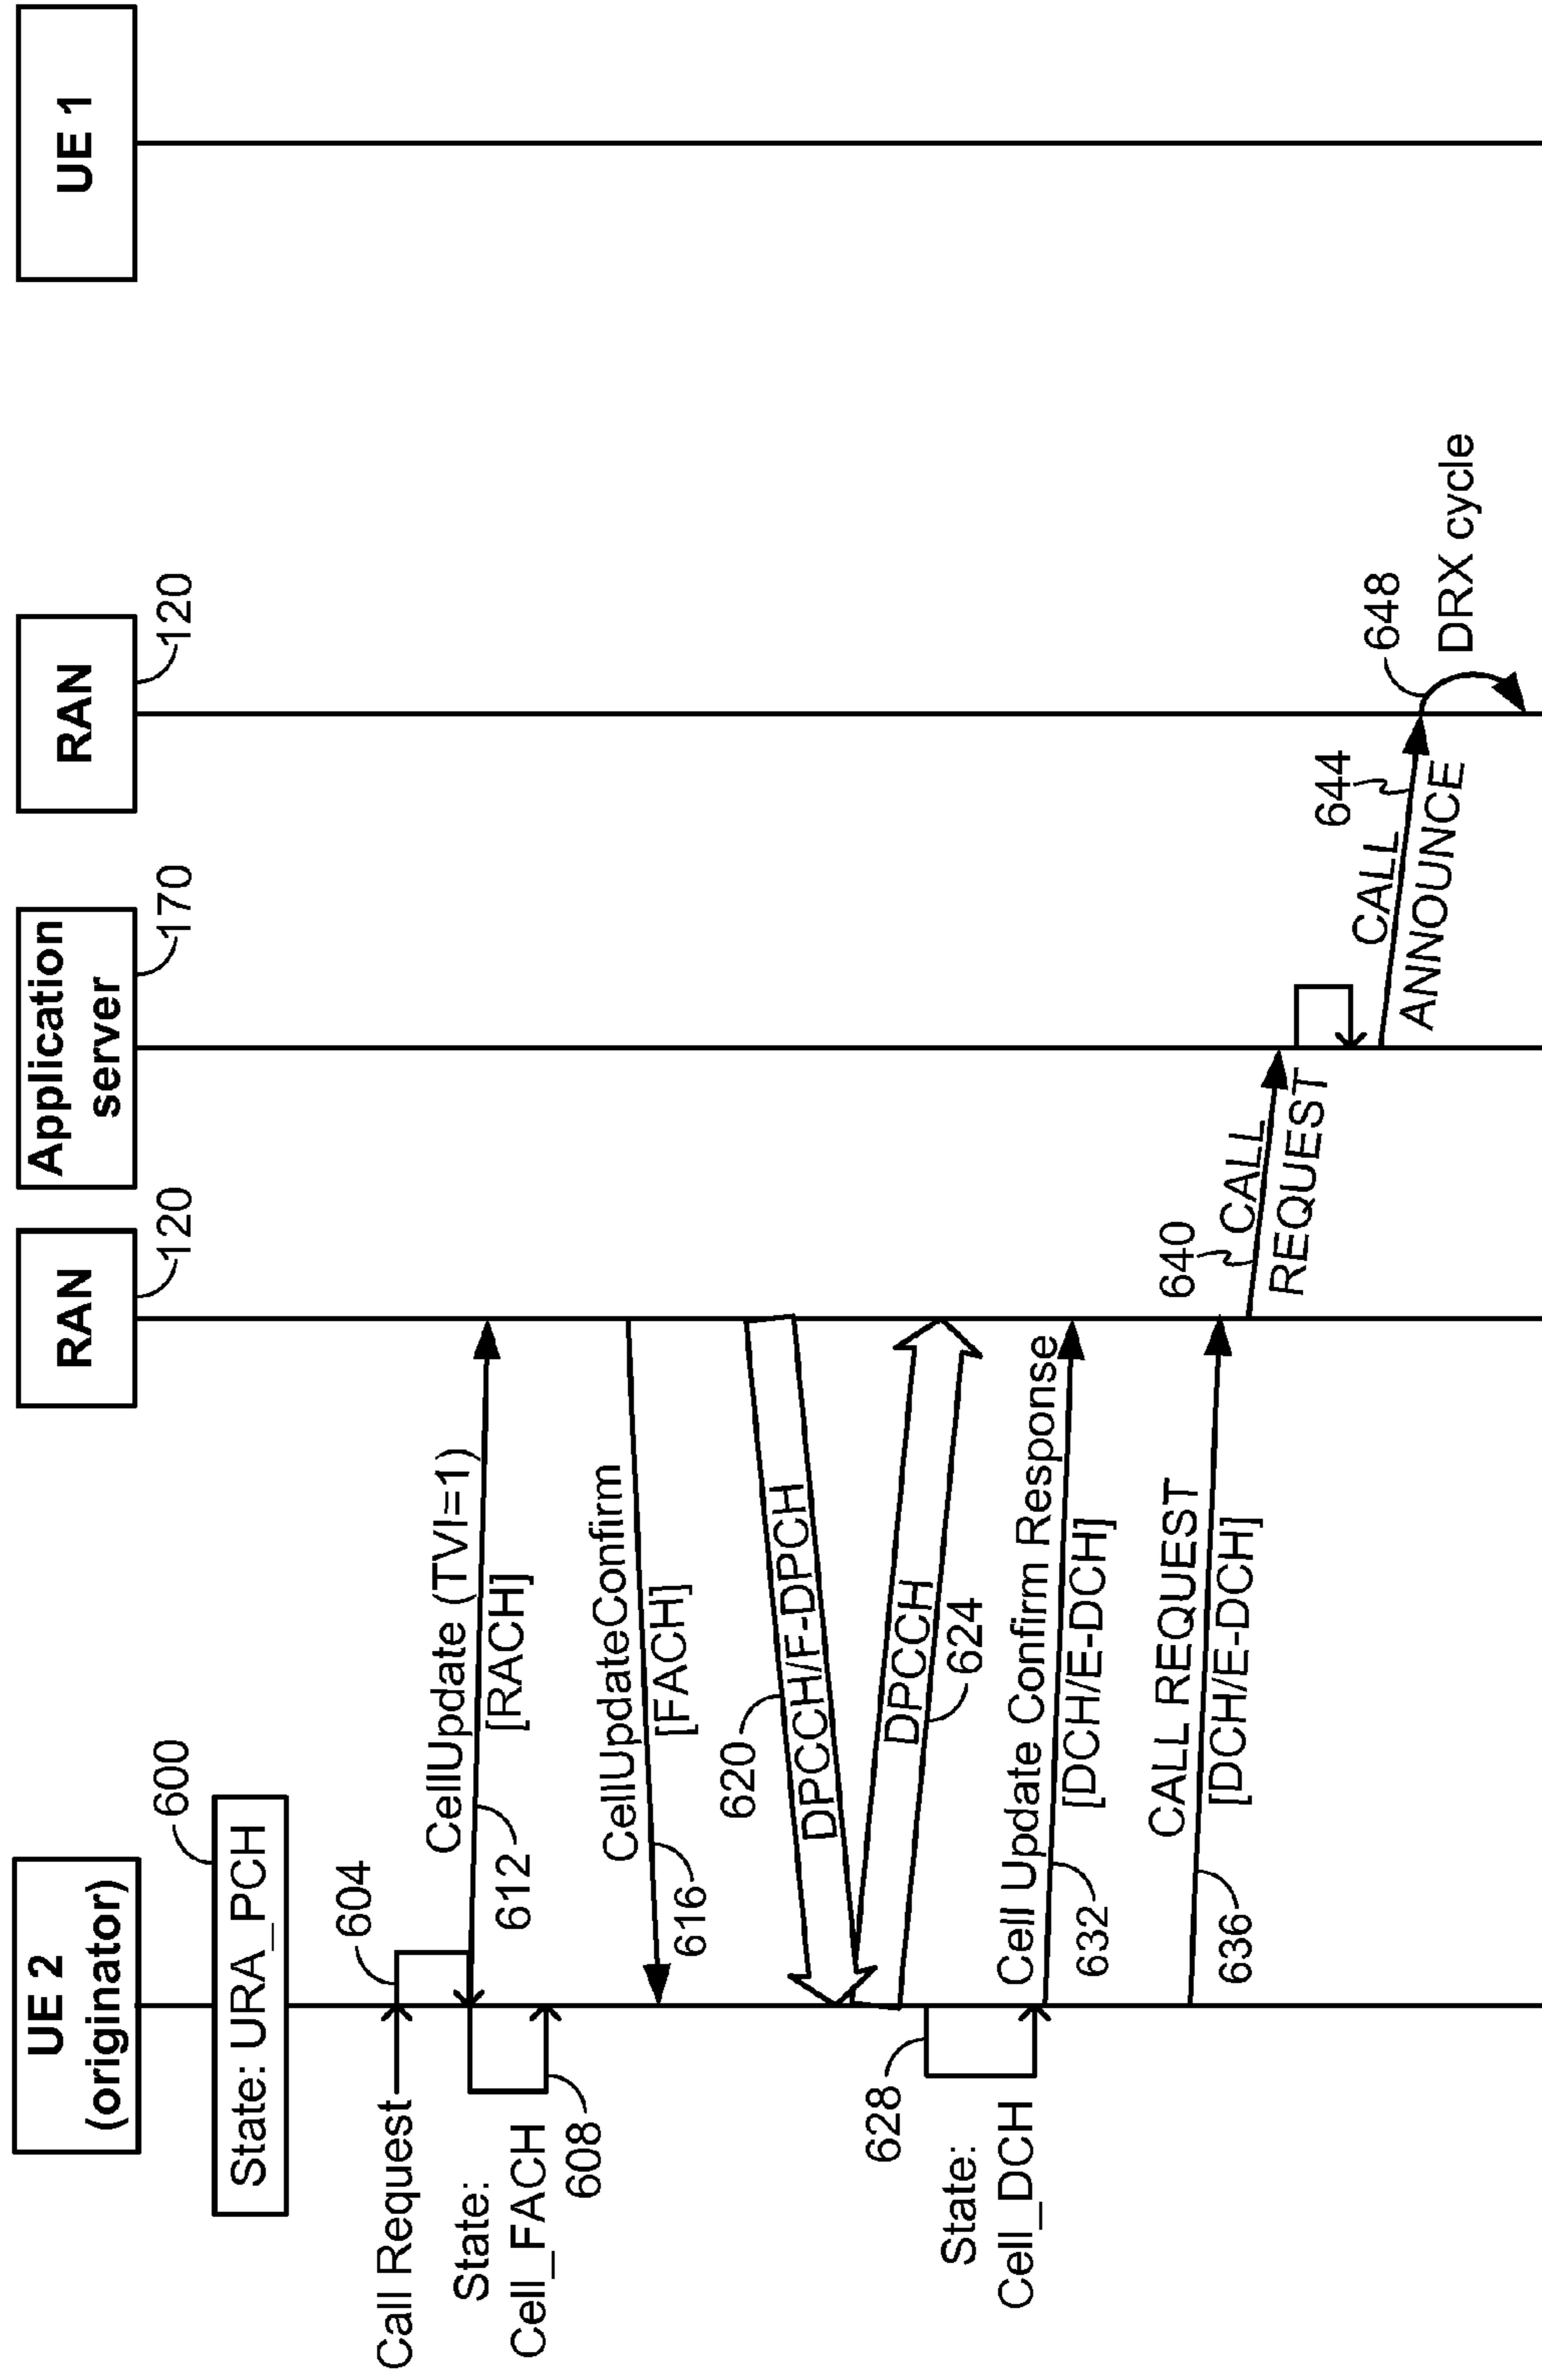 UE 2
(originator)
RAN
120
Application
server
170
RAN
120
UE 1
State: URA_PCH
600
Call Request
604
State:
Cell_FACH
608
CellUpdate (TVI=1)
[RACH]
612
CellUpdateConfirm
[FACH]
616
620
DPCCH/F-DPCH
DPCCH
624
628
State:
Cell_DCH
Cell Update Confirm Response
[DCH/E-DCH]
632
CALL REQUEST
[DCH/E-DCH]
636
640
CALL
REQUEST
CALL
ANNOUNCE
644
648
DRX cycle